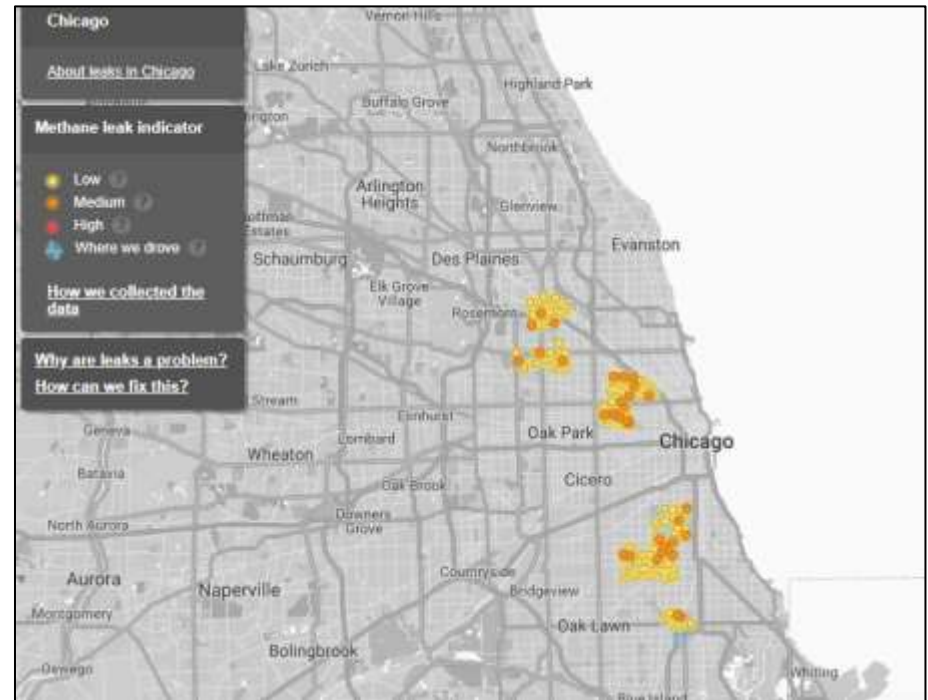 Chicago
About leaks in Chicago
Methane leak indicator
Low ?
Medium ?
High ?
Where we drove ?
How we collected the
data
Why are leaks a problem?
How can we fix this?
Vernon Hills
Lake Zurich
Highland Park
Buffalo Grove
Northbrook
Arlington
Heights
Glenview
Estates
Evanston
Schaumburg
Des Plaines
Elk Grove
Village
Rosemont
Stream
Elmhurst
Geneva
Lombard
Oak Park
Chicago
Wheaton
Batavia
Oak Brook
Cicero
Downers
Grove
North Aurora
Aurora
Naperville
Countryside
Bridgeview
Montgomery
Oak Lawn
Bolingbrook
Oswego
Whiting
Blue Island